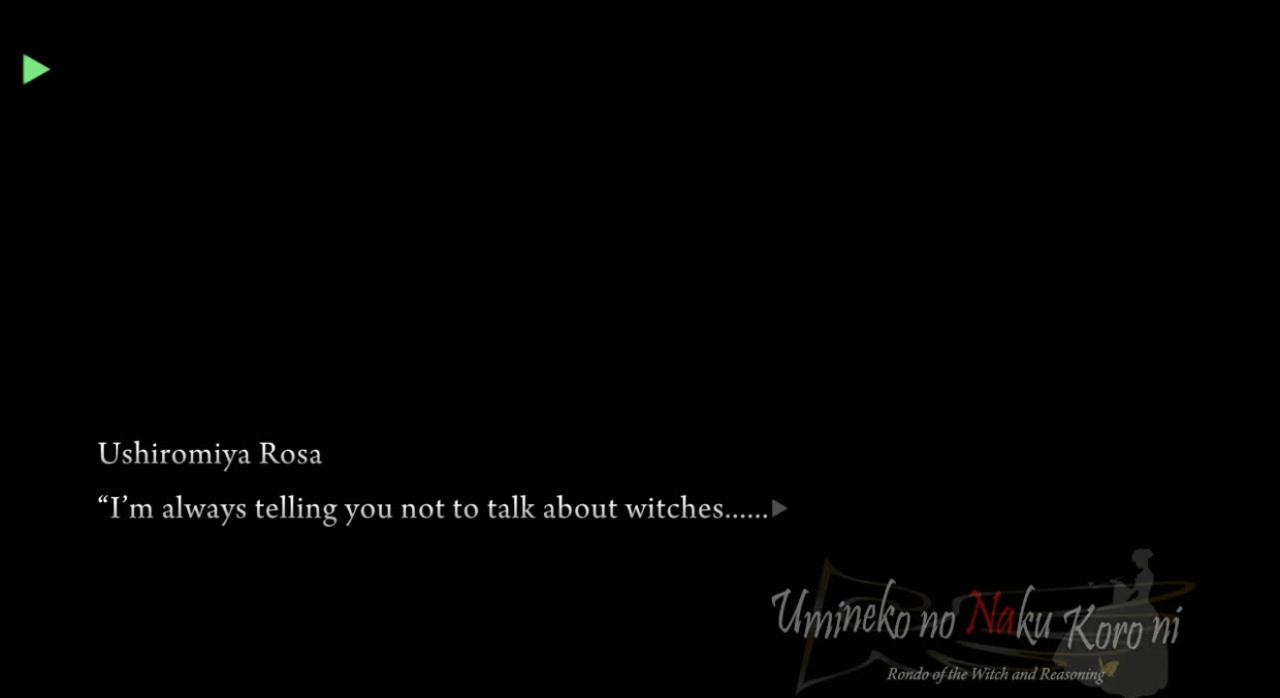 Ushiromiya Rosa
“I’m always telling you not to talk about witches......
Umineko no Naku Koro ni
Rondo of the Witch and Reasoning